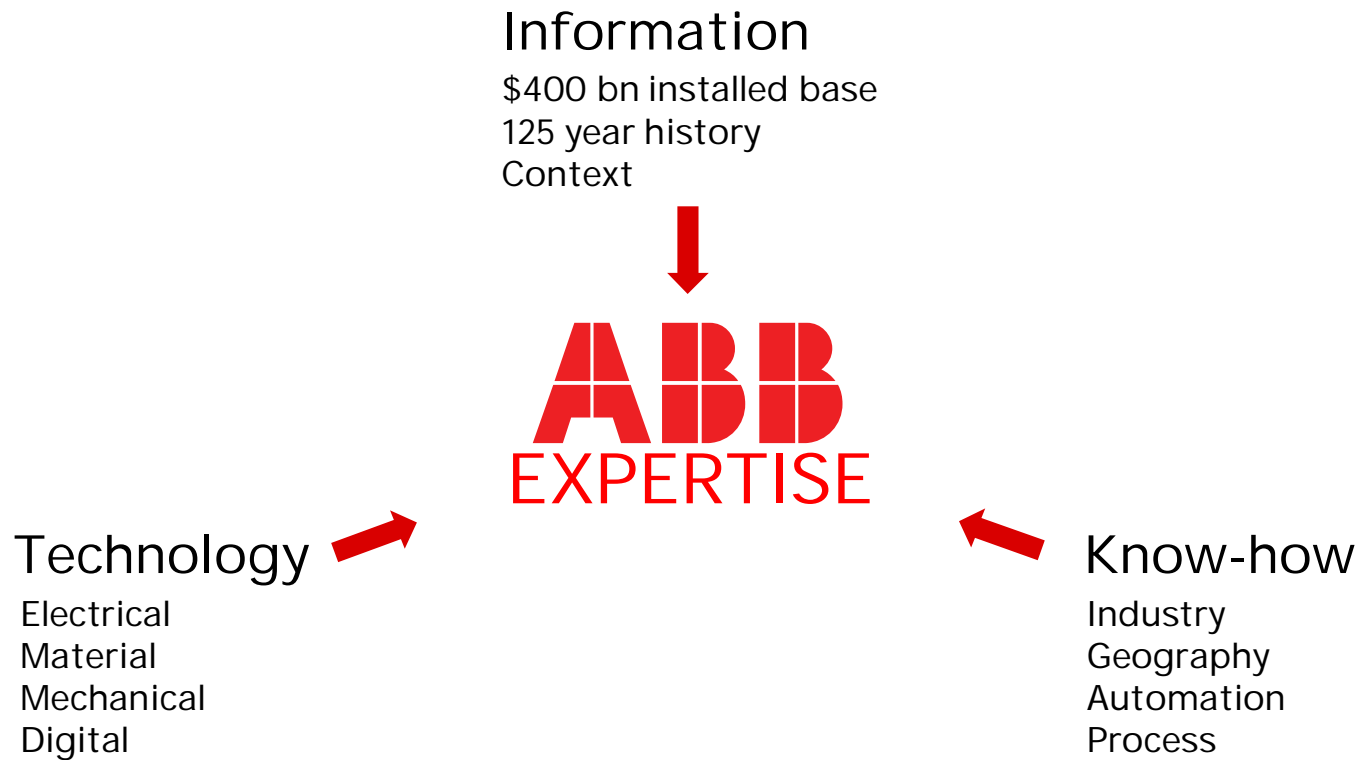 Information
$400 bn installed base
125 year history
Context
ABB
EXPERTISE
Technology
Electrical
Material
Mechanical
Digital
Know-how
Industry
Geography
Automation
Process